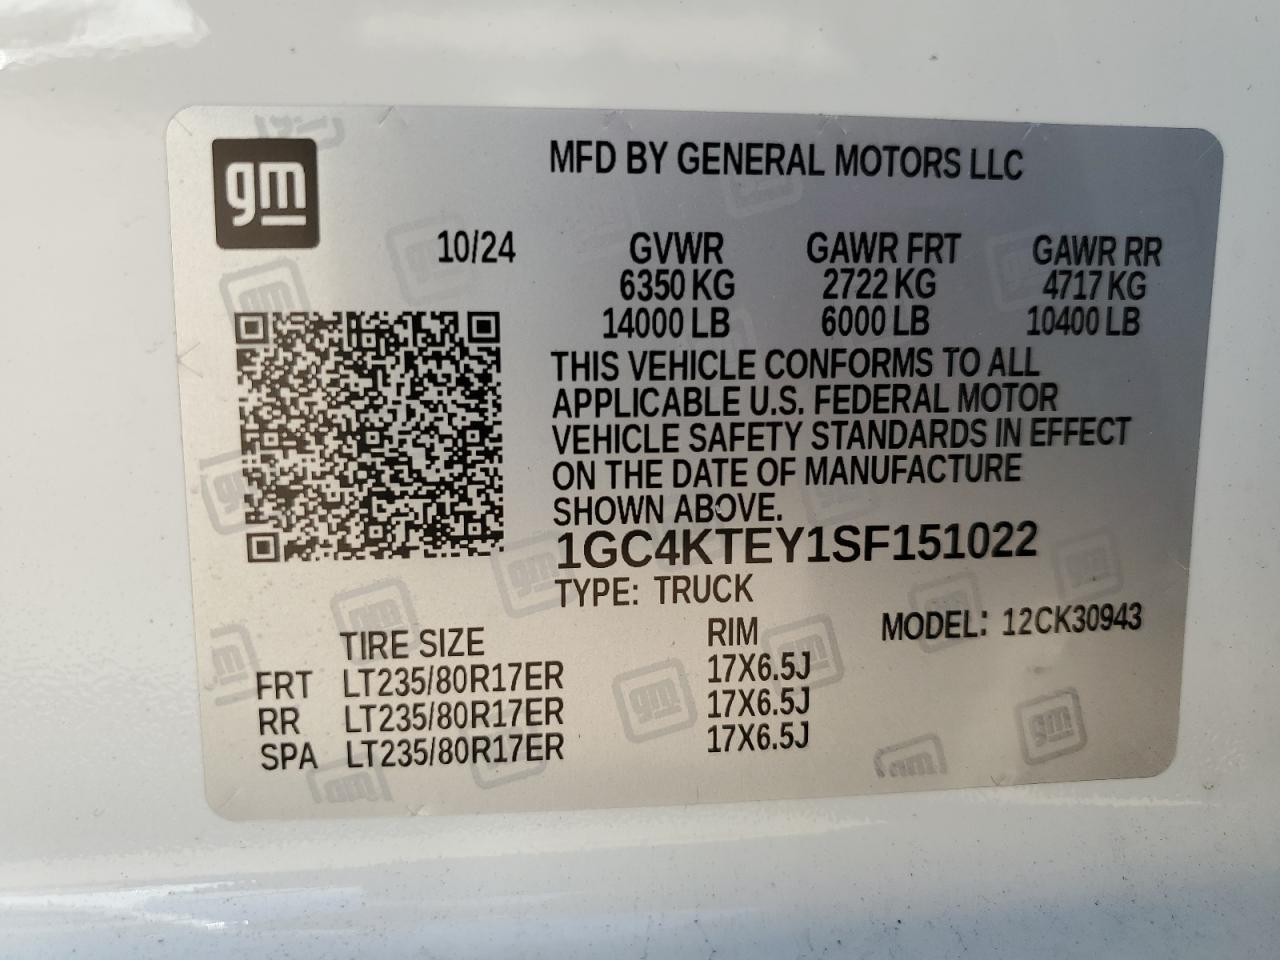 gm
MFD BY GENERAL MOTORS LLC
10/24 GVWR GAWR FRT GAWR RR
6350 KG 2722 KG 4717 KG
14000 LB 6000 LB 10400 LB
THIS VEHICLE CONFORMS TO ALL
APPLICABLE U.S. FEDERAL MOTOR
VEHICLE SAFETY STANDARDS IN EFFECT
ON THE DATE OF MANUFACTURE
SHOWN ABOVE.
1GC4KTEY1SF151022
TYPE: TRUCK
MODEL: 12CK30943
TIRE SIZE RIM
FRT LT235/80R17ER 17X6.5J
RR LT235/80R17ER 17X6.5J
SPA LT235/80R17ER 17X6.5J